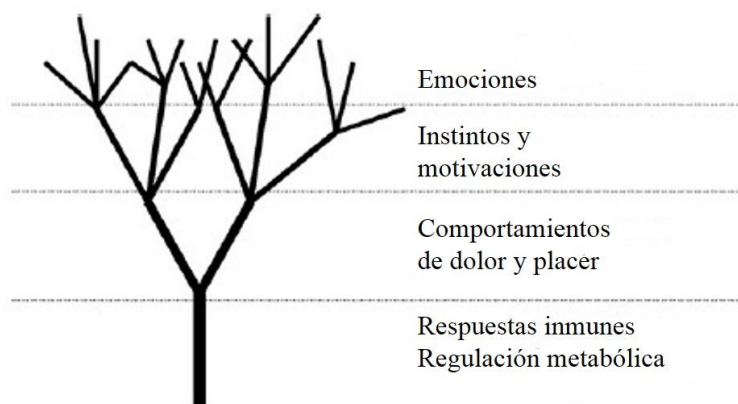 Emociones
Instintos y
motivaciones
Comportamientos
de dolor y placer
Respuestas inmunes
Regulación metabólica